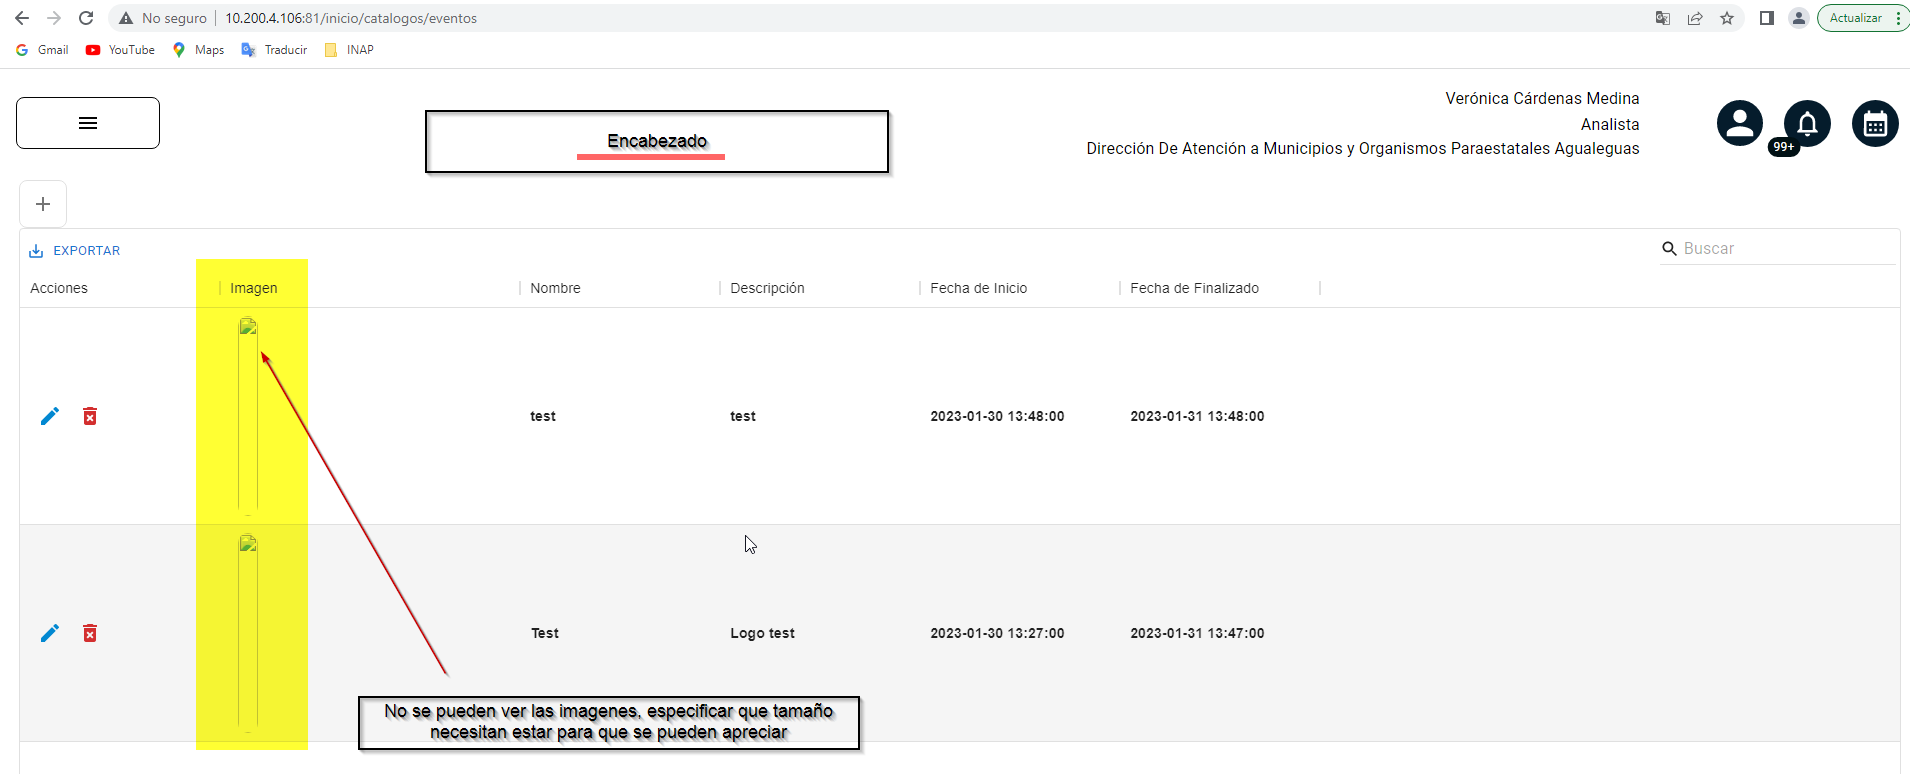 No seguro
10.200.4.106:81/inicio/catalogos/eventos
Actualizar
Gmail
YouTube
Maps
Traducir
INAP
Encabezado
Verónica Cárdenas Medina
Analista
Dirección De Atención a Municipios y Organismos Paraestatales Agualeguas
99+
EXPORTAR
Buscar
Acciones Imagen Nombre Descripción Fecha de Inicio Fecha de Finalizado
test test 2023-01-30 13:48:00 2023-01-31 13:48:00
Test Logo test 2023-01-30 13:27:00 2023-01-31 13:47:00
No se pueden ver las imagenes, especificar que tamaño
necesitan estar para que se pueden apreciar